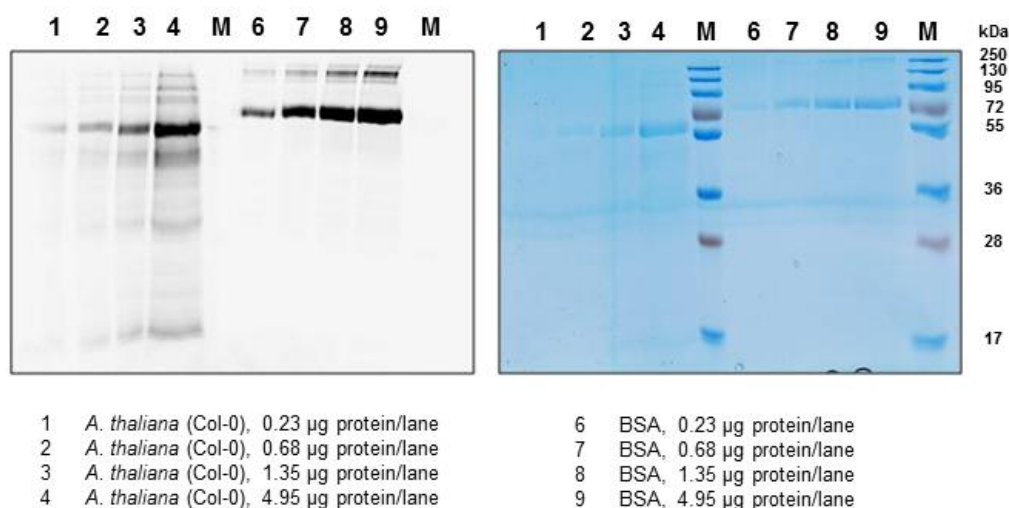 1 2 3 4 M 6 7 8 9 M
1 2 3 4 M 6 7 8 9 M
kDa
250
130
95
72
55
36
28
17
1 A. thaliana (Col-0), 0.23 µg protein/lane
2 A. thaliana (Col-0), 0.68 µg protein/lane
3 A. thaliana (Col-0), 1.35 µg protein/lane
4 A. thaliana (Col-0), 4.95 µg protein/lane
6 BSA, 0.23 µg protein/lane
7 BSA, 0.68 µg protein/lane
8 BSA, 1.35 µg protein/lane
9 BSA, 4.95 µg protein/lane